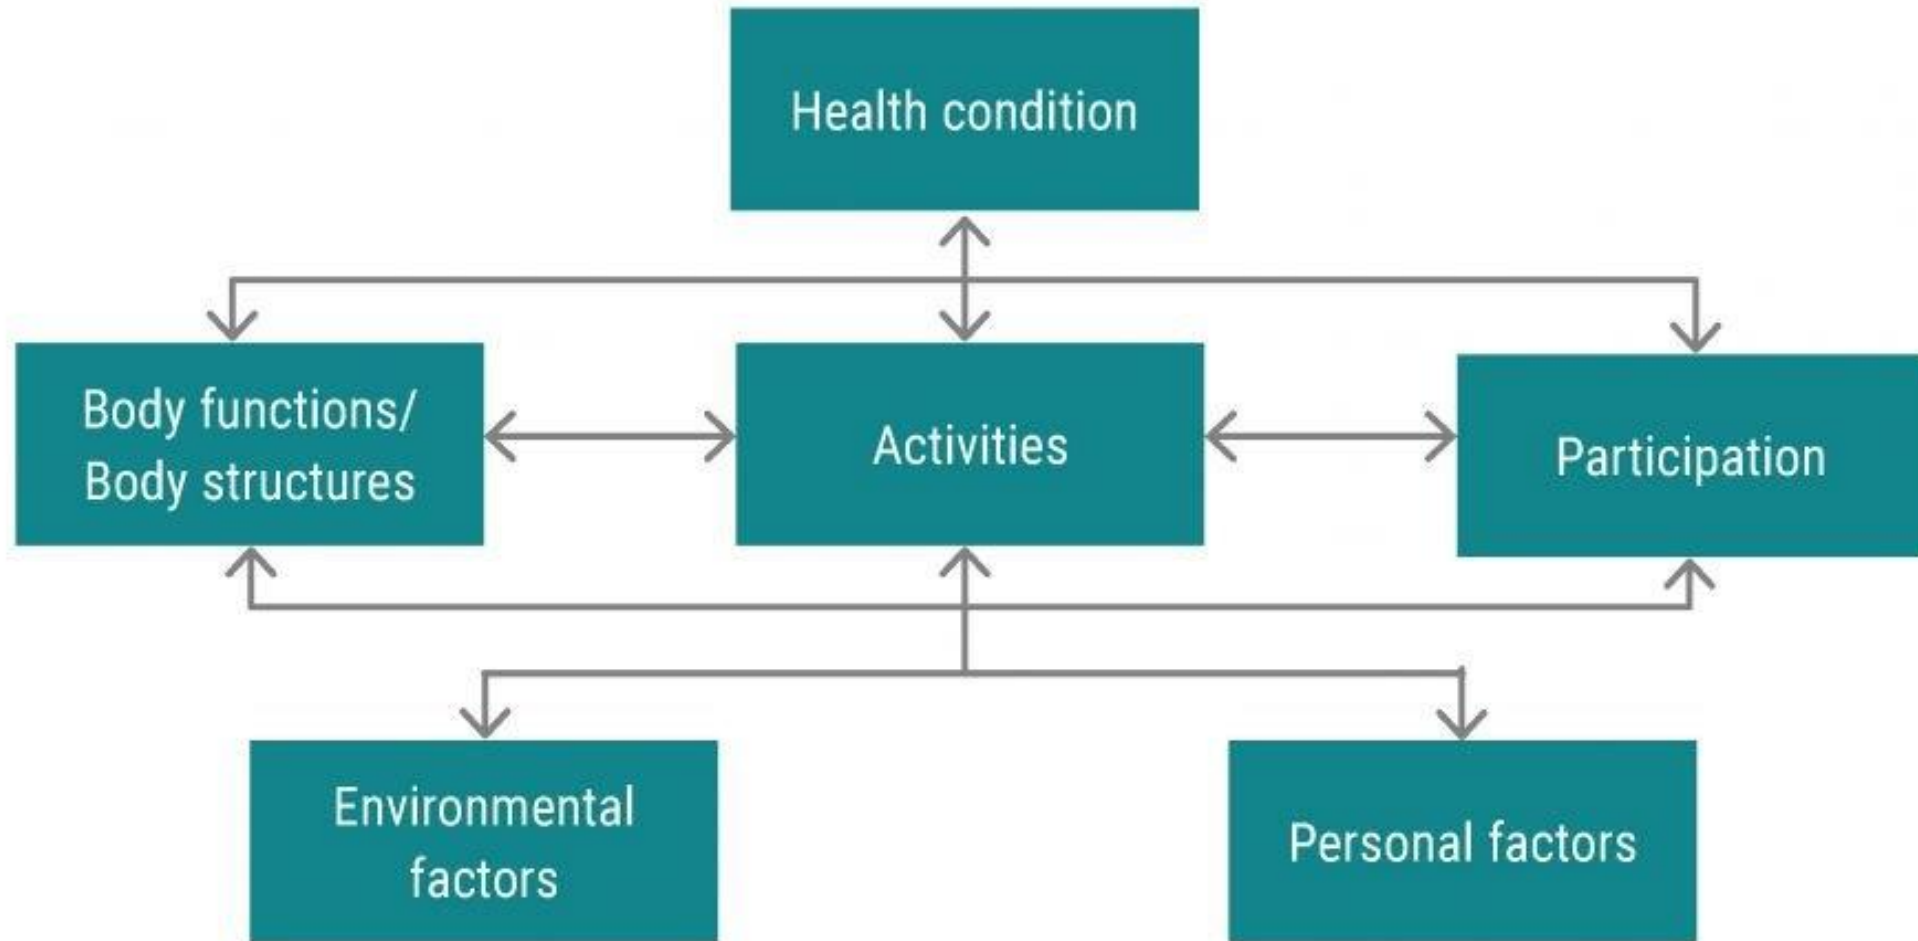 Health condition
Body functions/
Body structures
Activities
Participation
Environmental
factors
Personal factors